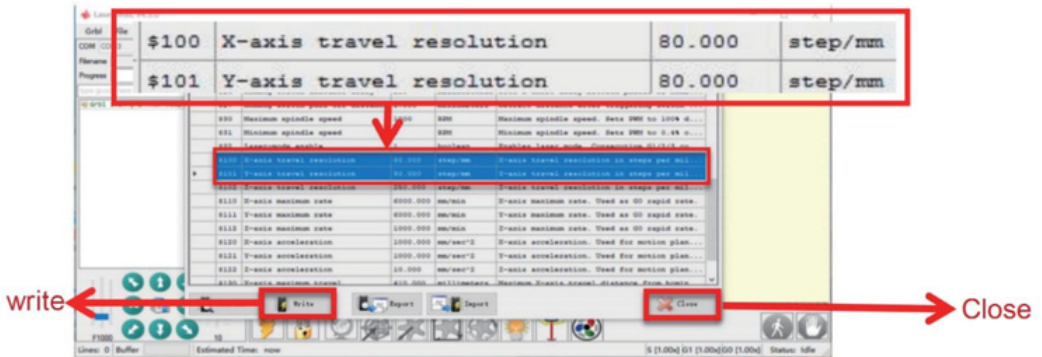 Grbl File
COM
Filename
Progress
$100 X-axis travel resolution 80.000 step/mm
$101 Y-axis travel resolution 80.000 step/mm
$30 Maximum spindle speed 1000 RPM Maximum spindle speed. Sets PWM to 100% d...
$31 Minimum spindle speed RPM Minimum spindle speed. Sets PWM to 0.4% o...
$32 Laser-mode enable boolean Enables laser mode. Consecutive G1/2/3 co...
$100 X-axis travel resolution 80.000 step/mm X-axis travel resolution in steps per mil...
$101 Y-axis travel resolution 80.000 step/mm Y-axis travel resolution in steps per mil...
$102 Z-axis travel resolution 250.000 step/mm Z-axis travel resolution in steps per mil...
$110 X-axis maximum rate 6000.000 mm/min X-axis maximum rate. Used as G0 rapid rate.
$111 Y-axis maximum rate 6000.000 mm/min Y-axis maximum rate. Used as G0 rapid rate.
$112 Z-axis maximum rate 1000.000 mm/min Z-axis maximum rate. Used as G0 rapid rate.
$120 X-axis acceleration 1000.000 mm/sec^2 X-axis acceleration. Used for motion plan...
$121 Y-axis acceleration 1000.000 mm/sec^2 Y-axis acceleration. Used for motion plan...
$122 Z-axis acceleration 10.000 mm/sec^2 Z-axis acceleration. Used for motion plan...
$130 X-axis maximum travel 410.000 millimeters Maximum X-axis travel distance from homin...
write Write Export Import Close Close
F1000 10
Lines: 0 Buffer Estimated Time: now S [1.00x] G1 [1.00x] G0 [1.00x] Status: Idle